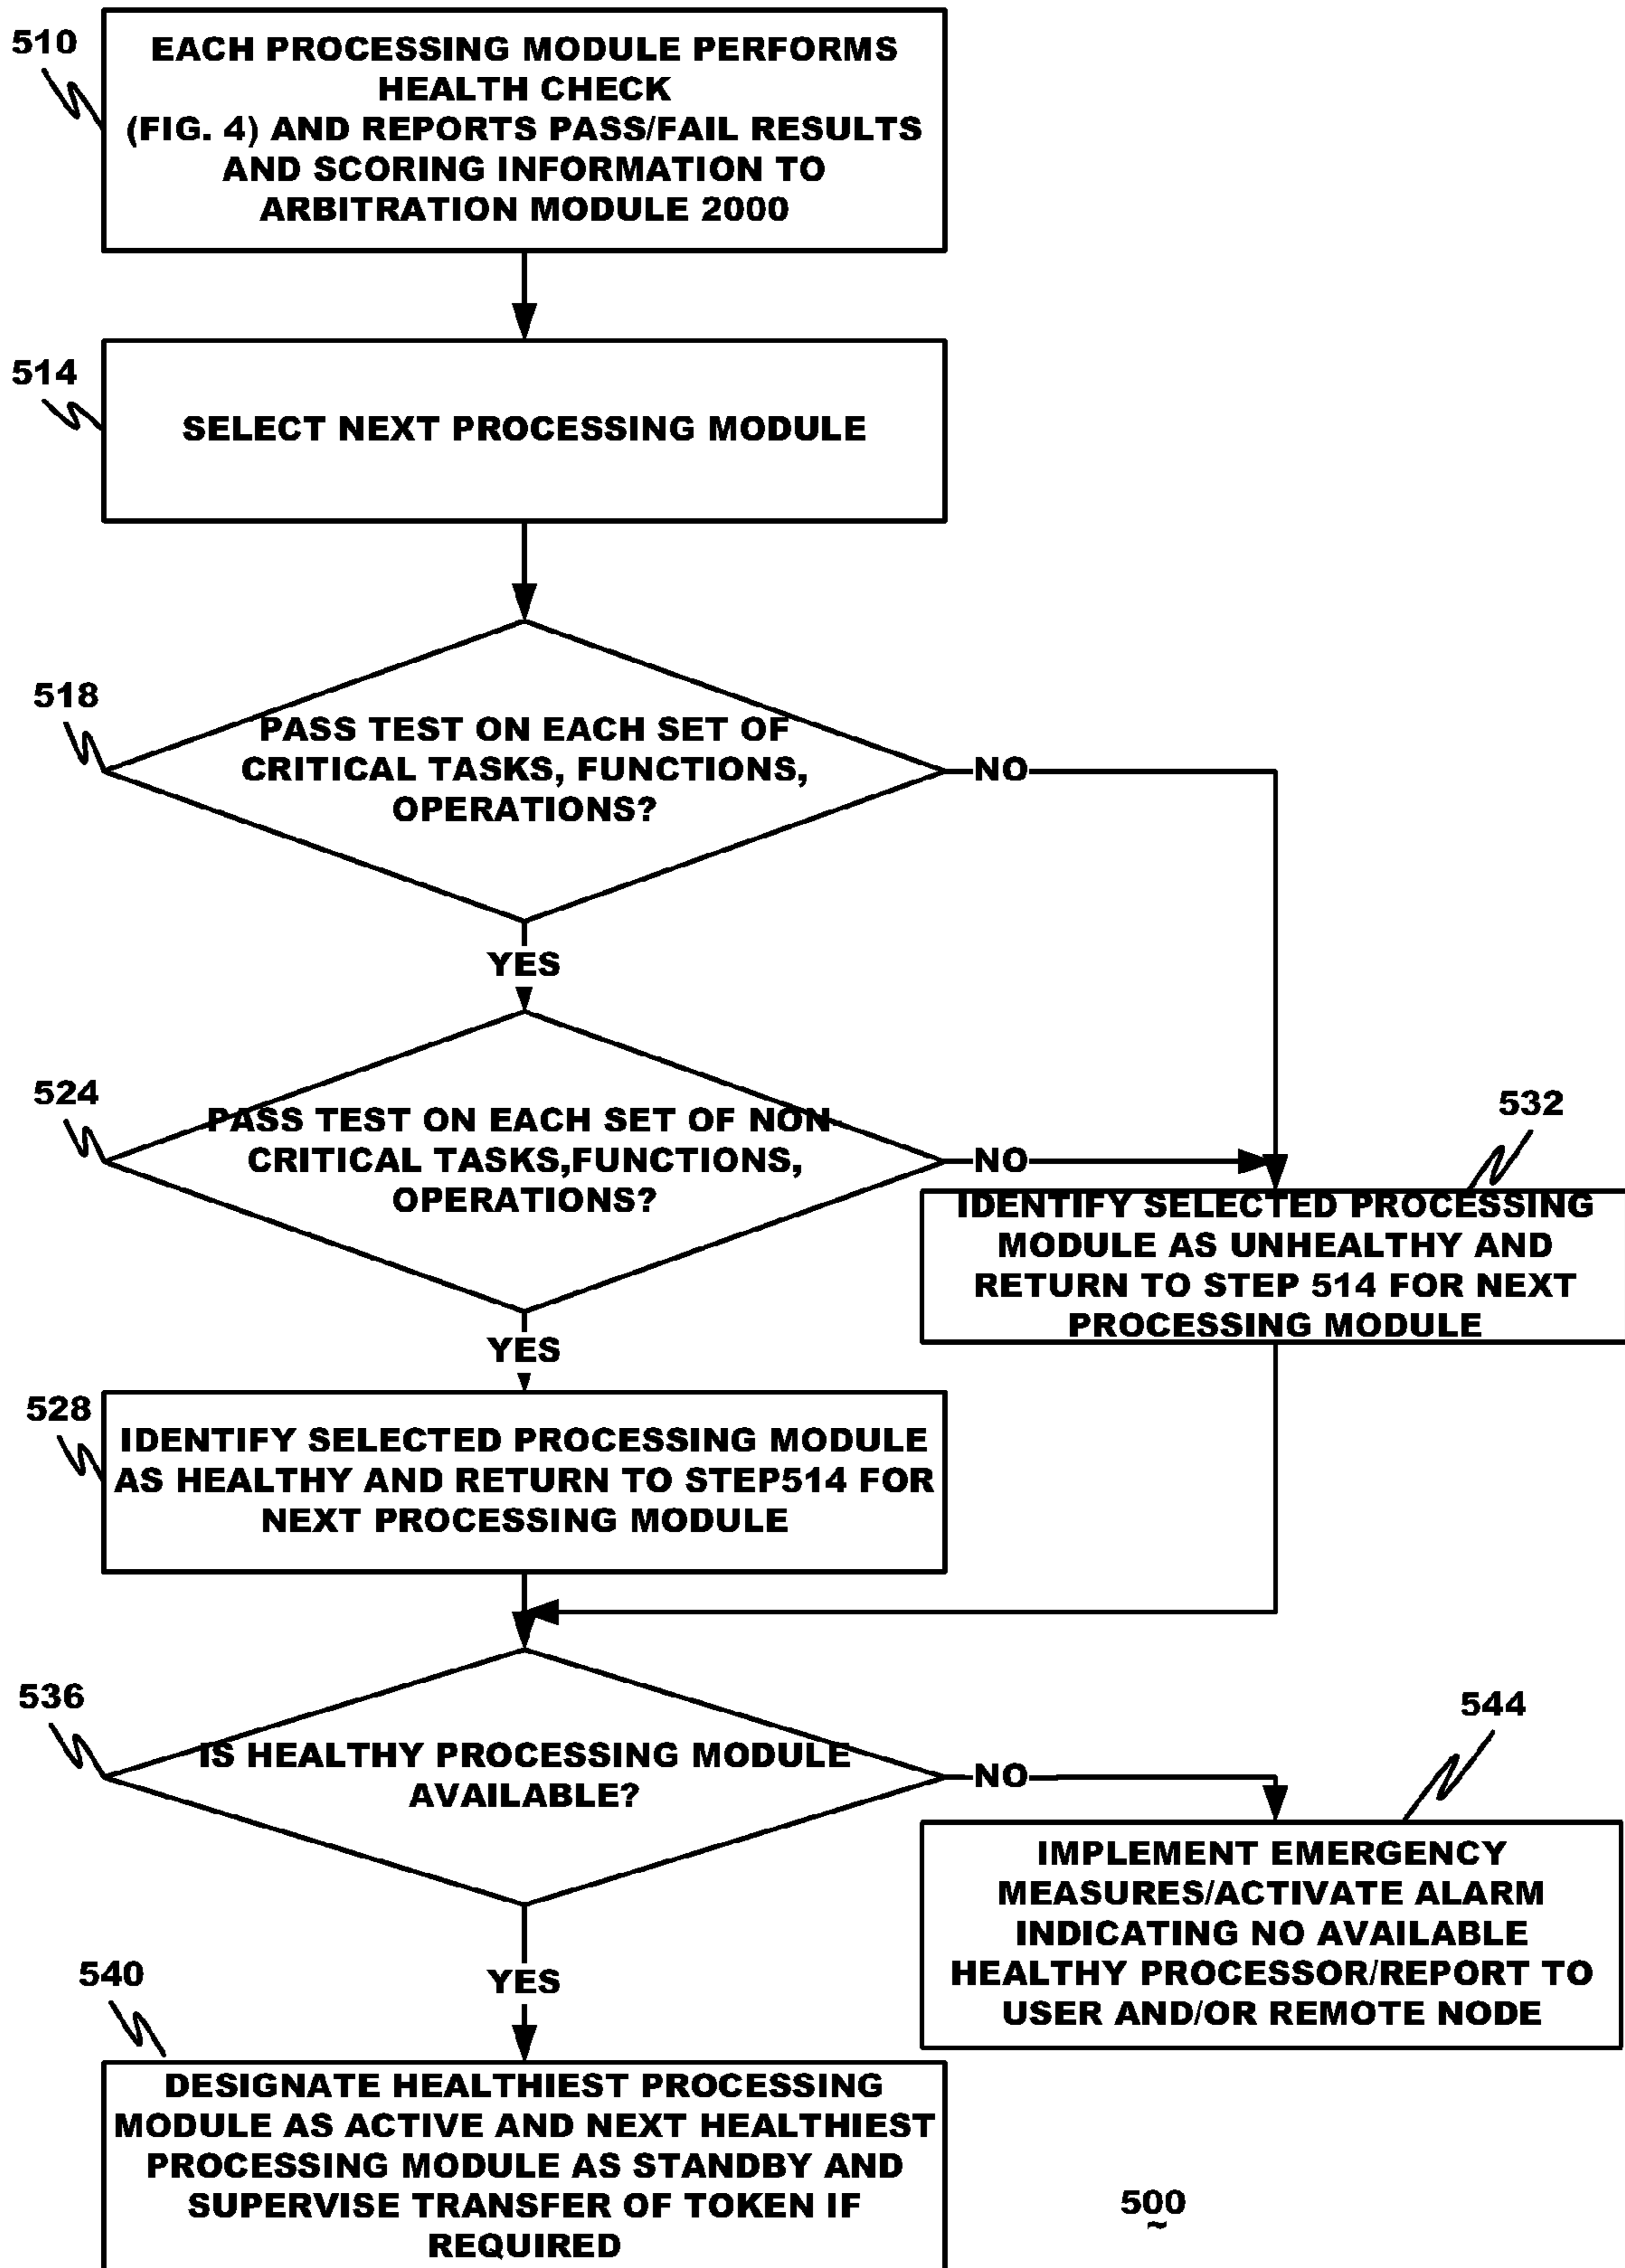 510
EACH PROCESSING MODULE PERFORMS
HEALTH CHECK
(FIG. 4) AND REPORTS PASS/FAIL RESULTS
AND SCORING INFORMATION TO
ARBITRATION MODULE 2000
514
SELECT NEXT PROCESSING MODULE
518
PASS TEST ON EACH SET OF
CRITICAL TASKS, FUNCTIONS,
OPERATIONS?
NO
YES
524
PASS TEST ON EACH SET OF NON
CRITICAL TASKS,FUNCTIONS,
OPERATIONS?
NO
532
IDENTIFY SELECTED PROCESSING
MODULE AS UNHEALTHY AND
RETURN TO STEP 514 FOR NEXT
PROCESSING MODULE
YES
528
IDENTIFY SELECTED PROCESSING MODULE
AS HEALTHY AND RETURN TO STEP514 FOR
NEXT PROCESSING MODULE
536
IS HEALTHY PROCESSING MODULE
AVAILABLE?
NO
544
IMPLEMENT EMERGENCY
MEASURES/ACTIVATE ALARM
INDICATING NO AVAILABLE
HEALTHY PROCESSOR/REPORT TO
USER AND/OR REMOTE NODE
YES
540
DESIGNATE HEALTHIEST PROCESSING
MODULE AS ACTIVE AND NEXT HEALTHIEST
PROCESSING MODULE AS STANDBY AND
SUPERVISE TRANSFER OF TOKEN IF
REQUIRED
500
~